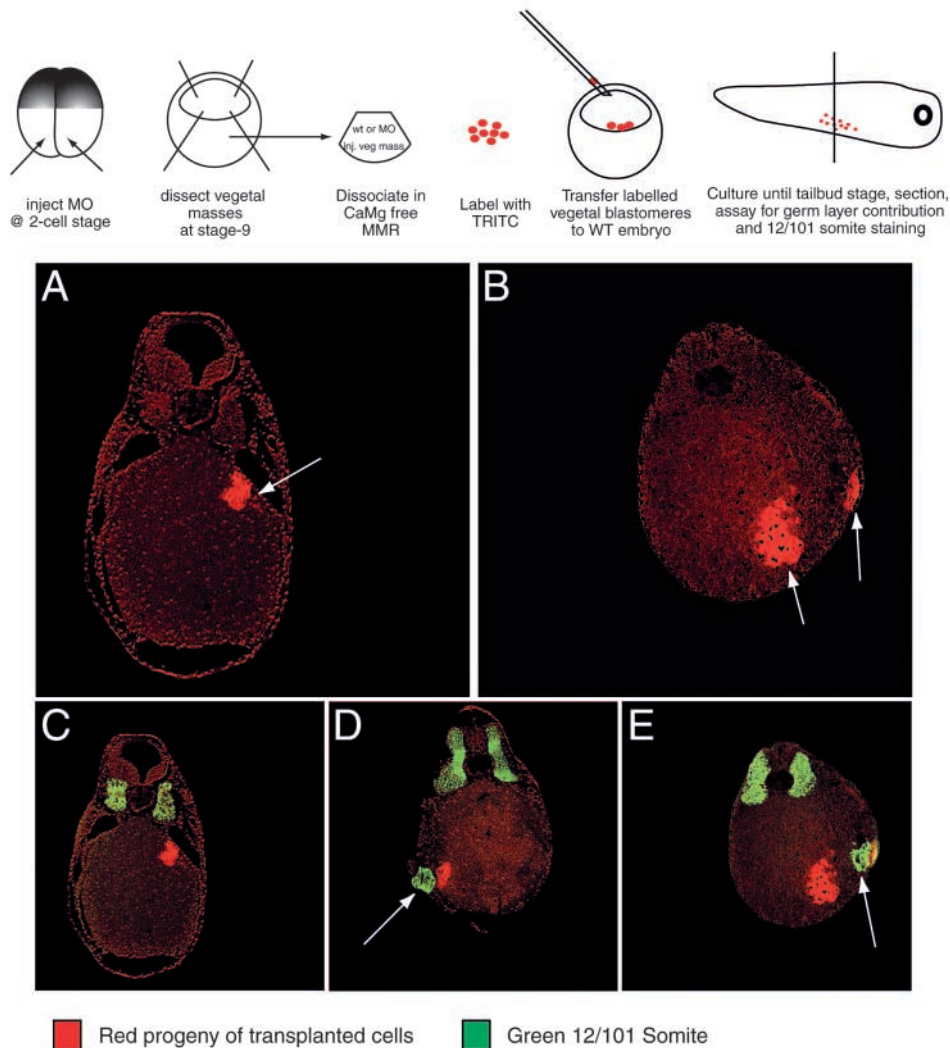 wt or MO
inj. veg mass
inject MO
@ 2-cell stage
dissect vegetal
masses
at stage-9
Dissociate in
CaMg free
MMR
Label with
TRITC
Transfer labelled
vegetal blastomeres
to WT embryo
Culture until tailbud stage, section,
assay for germ layer contribution
and 12/101 somite staining
A
B
C
D
E
Red progeny of transplanted cells
Green 12/101 Somite